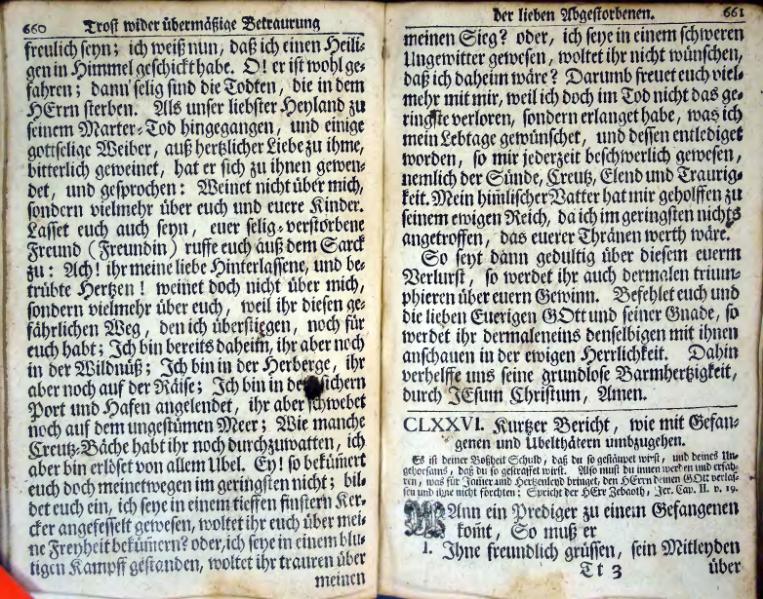 660 Trost wider übermäßige Betraurung
freulich seyn; ich weiß nun, daß ich einen Heili-
gen in Himmel geschickt habe. O! er ist wohl ge-
fahren; dann selig sind die Todten, die in dem
HErrn sterben. Als unser liebster Heyland zu
seinem Marter-Tod hingegangen, und einige
gottselige Weiber, auß hertzlicher Liebe zu ihme,
bitterlich geweinet, hat er sich zu ihnen gewen-
det, und gesprochen: Weinet nicht über mich,
sondern vielmehr über euch und euere Kinder.
Lasset euch auch seyn, euer selig-verstorbene
Freund (Freundin) ruffe euch auß dem Sarck
zu: Ach! ihr meine liebe Hinterlassene, und be-
trübte Hertzen! weinet doch nicht über mich,
sondern vielmehr über euch, weil ihr diesen ge-
fährlichen Weg, den ich überstiegen, noch für
euch habt; Ich bin bereits daheim, ihr aber noch
in der Wildnüß; Ich bin in der Herberge, ihr
aber noch auf der Räise; Ich bin in dem sichern
Port und Hafen angelendet, ihr aber schwebet
noch auf dem ungestümen Meer; Wie manche
Creutz-Bäche habt ihr noch durchzuwatten, ich
aber bin erlöset von allem Ubel. Ey! so bekümert
euch doch meinetwegen im geringsten nicht; bil-
det euch ein, ich seye in einem tieffen finstern Ker-
cker angefesselt gewesen, woltet ihr euch über mei-
ne Freyheit bekümern? oder, ich seye in einem blu-
tigen Kampff gestanden, woltet ihr trauren über
meinen
der lieben Abgestorbenen. 661
meinen Sieg? oder, ich seye in einem schweren
Ungewitter gewesen, woltet ihr nicht wünschen,
daß ich daheim wäre? Darumb freuet euch viel-
mehr mit mir, weil ich doch im Tod nicht das ge-
ringste verloren, sondern erlanget habe, was ich
mein Lebtage gewünschet, und dessen entlediget
worden, so mir jederzeit beschwerlich gewesen,
nemlich der Sünde, Creutz, Elend und Traurig-
keit. Mein him̃lischer Vatter hat mir geholffen zu
seinem ewigen Reich, da ich im geringsten nichts
angetroffen, das euerer Thränen werth wäre.
So seyt dann gedultig über diesem euerm
Verlurst, so werdet ihr auch dermalen trium-
phieren über euern Gewinn. Befehlet euch und
die lieben Euerigen GOtt und seiner Gnade, so
werdet ihr dermaleneins denselbigen mit ihnen
anschauen in der ewigen Herrlichkeit. Dahin
verhelffe uns seine grundlose Barmhertzigkeit,
durch JEsum Christum, Amen.
CLXXVI. Kurtzer Bericht, wie mit Gefan-
genen und Ubelthätern umbzugehen.
Es ist deiner Boßheit Schuld, daß du so gestäupet wirst, und deines Un-
gehorsams, daß du so gestraffet wirst. Also must du innen werden und erfah-
ren, was für Jamer und Hertzenleyd bringet, den HErrn deinen GOtt verlas-
sen und ihne nicht förchten: Spricht der HErr Zebaoth, Jer. Cap. II. v. 19.
WAnn ein Prediger zu einem Gefangenen
kom̃t, So muß er
1. Ihne freundlich grüssen, sein Mitleyden
Tt 3 über